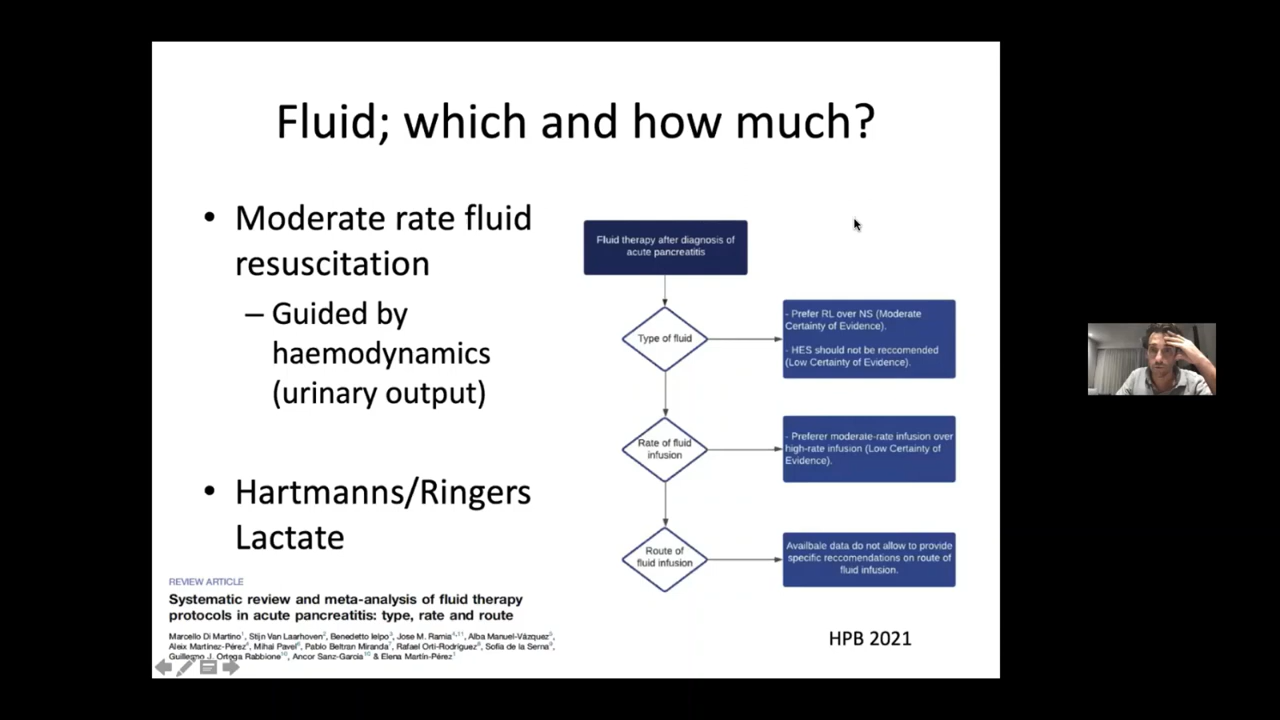 Fluid; which and how much?
• Moderate rate fluid
resuscitation
– Guided by
haemodynamics
(urinary output)
• Hartmanns/Ringers
Lactate
Fluid therapy after diagnosis of
acute pancreatitis
Type of fluid
- Prefer RL over NS (Moderate
Certainty of Evidence).
- HES should not be reccomended
(Low Certainty of Evidence).
Rate of fluid
infusion
- Preferer moderate-rate infusion over
high-rate infusion (Low Certainty of
Evidence).
Route of
fluid infusion
Availbale data do not allow to provide
specific reccomendations on route of
fluid infusion.
REVIEW ARTICLE
Systematic review and meta-analysis of fluid therapy
protocols in acute pancreatitis: type, rate and route
Marcello Di Martino, Stijn Van Laarhoven, Benedetto Ielpo, Jose M. Ramia, Alba Manuel-Vázquez,
Aleix Martinez-Pérez, Mihai Pavel, Pablo Beltran Miranda, Rafael Orti-Rodríguez, Sofia de la Serna,
Guillermo J. Ortega Rabbione, Ancor Sanz-Garcia & Elena Martín-Pérez
HPB 2021